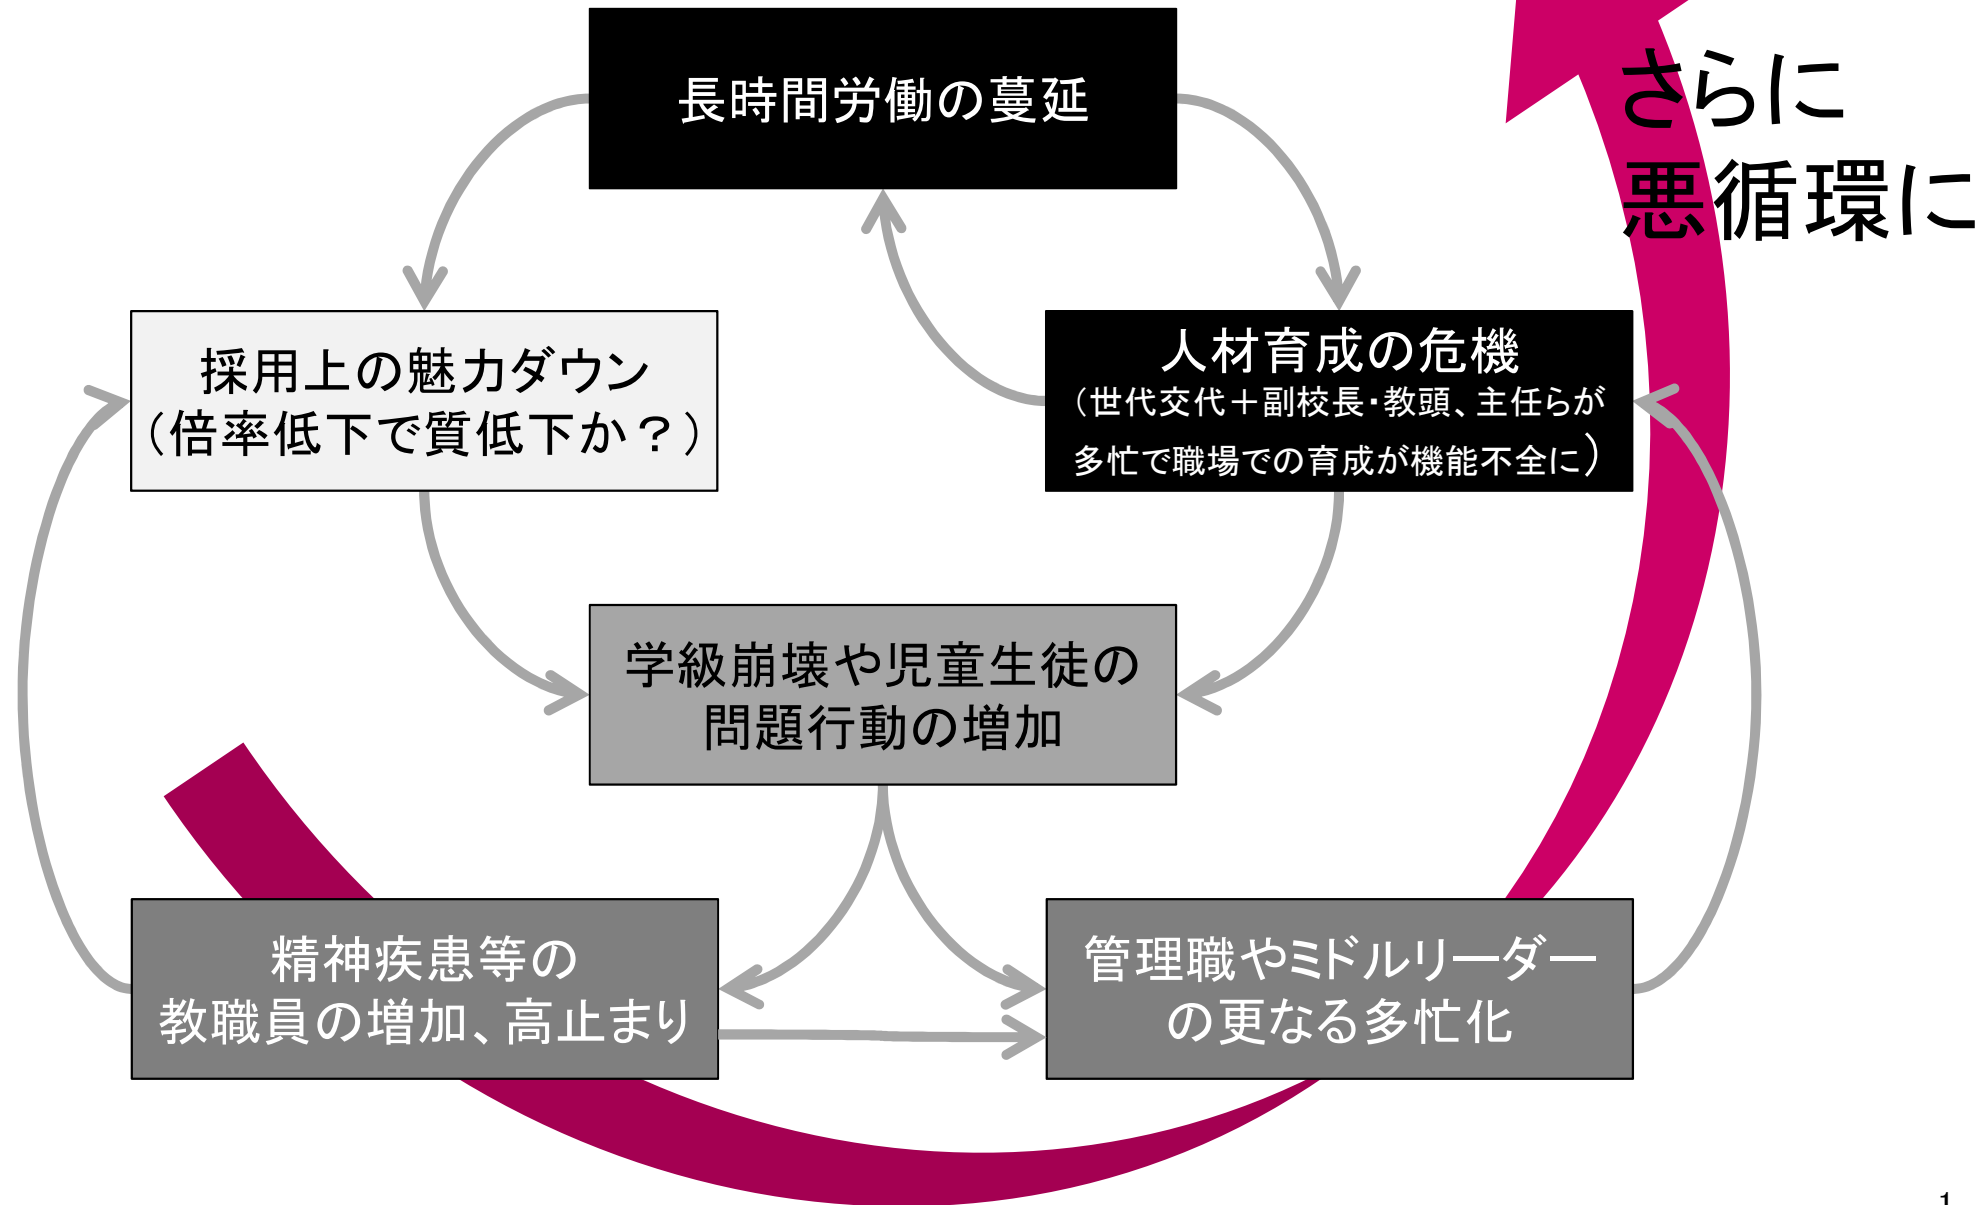 長時間労働の蔓延
さらに
悪循環に
採用上の魅力ダウン
（倍率低下で質低下か？）
人材育成の危機
（世代交代＋副校長・教頭、主任らが
多忙で職場での育成が機能不全に）
学級崩壊や児童生徒の
問題行動の増加
精神疾患等の
教職員の増加、高止まり
管理職やミドルリーダー
の更なる多忙化
1